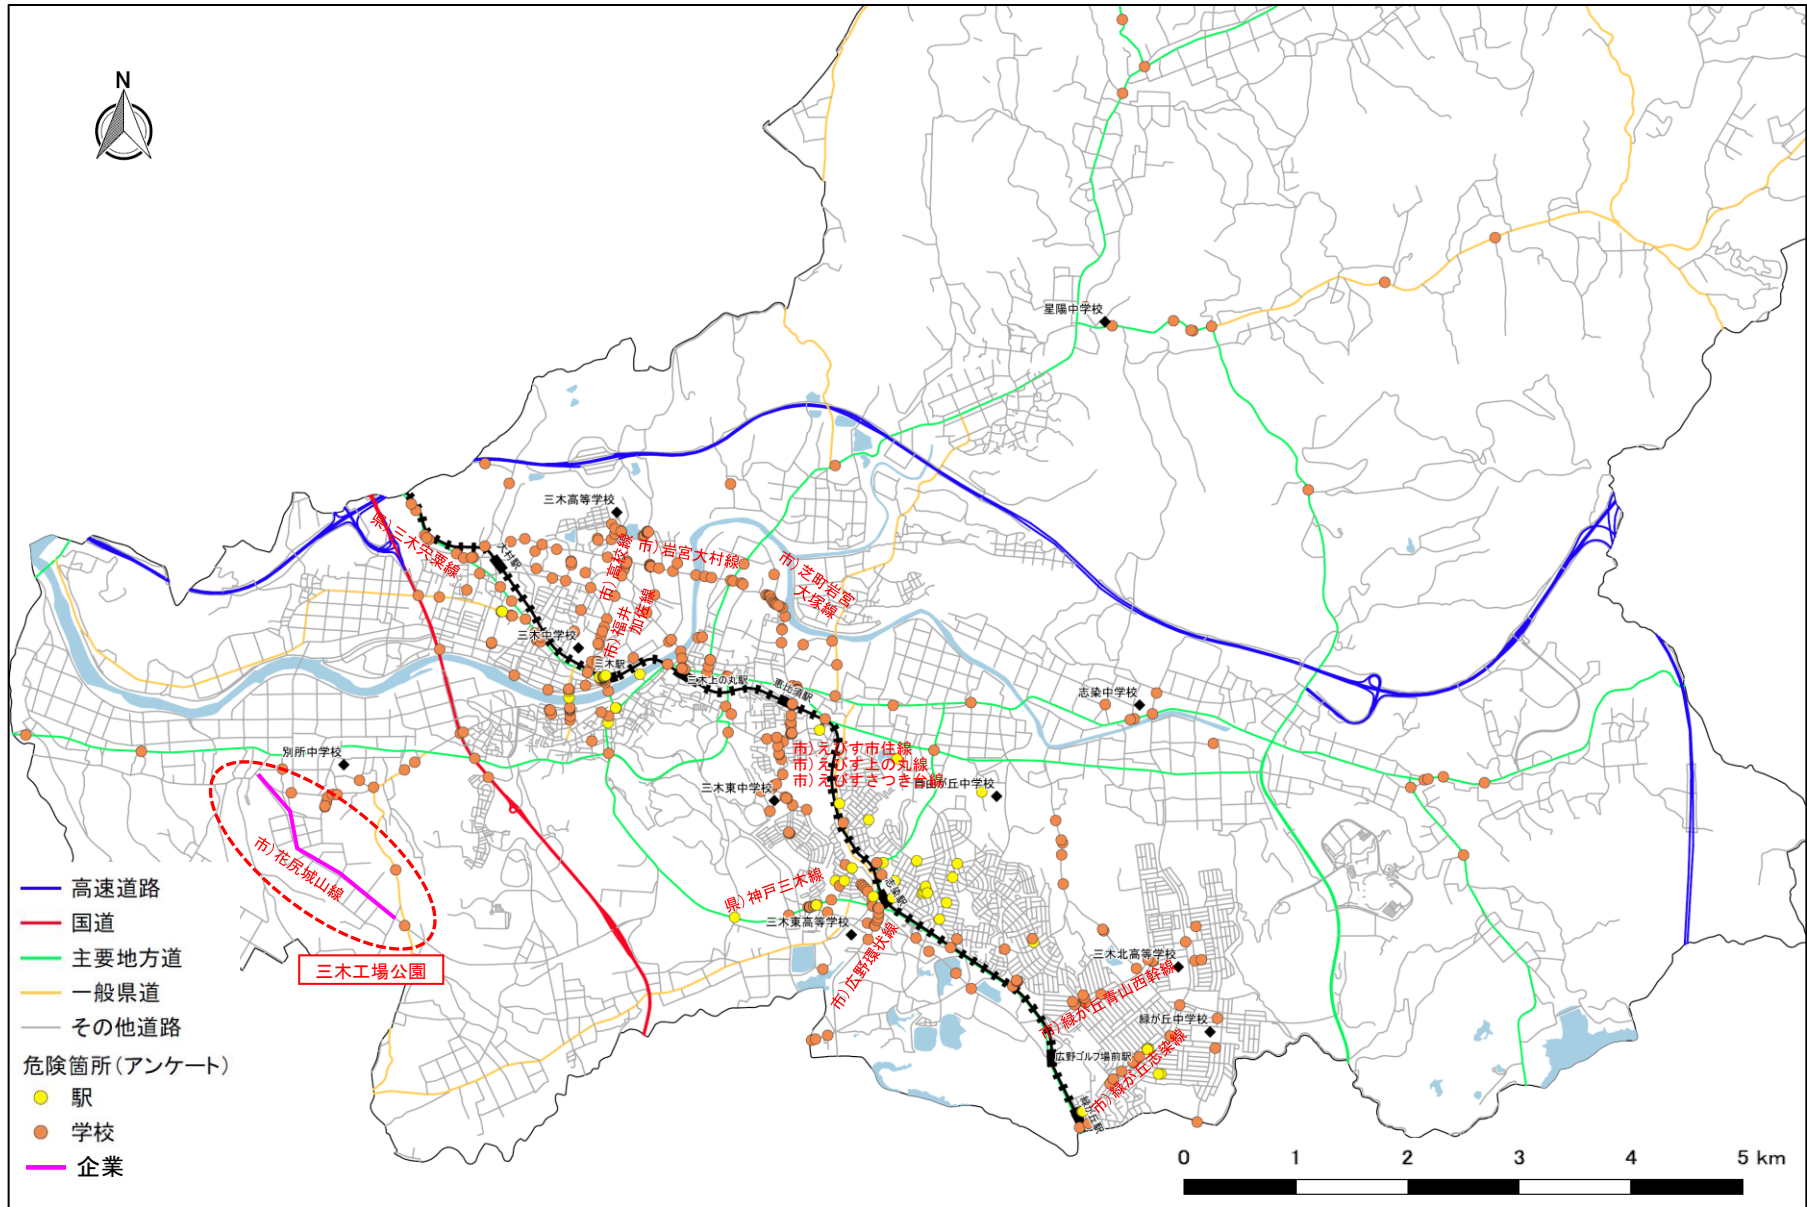 N
星陽中学校
三木高等学校
県）三木宍粟線
大村駅
市）高校線
市）岩宮大村線
市）芝町岩宮
大塚線
市）福井
加佐線
三木中学校
三木駅
三木上の丸駅
恵比須駅
志染中学校
別所中学校
市）えびす市住線
市）えびす上の丸線
市）えびすさつき台線
三木東中学校
自由が丘中学校
市）花尻城山線
県）神戸三木線
志染駅
三木東高等学校
三木工場公園
市）広野環状線
三木北高等学校
市）緑が丘青山西幹線
緑が丘中学校
広野ゴルフ場前駅
市）緑が丘志染線
緑が丘駅
高速道路
国道
主要地方道
一般県道
その他道路
危険箇所（アンケート）
駅
学校
企業
0 1 2 3 4 5 km